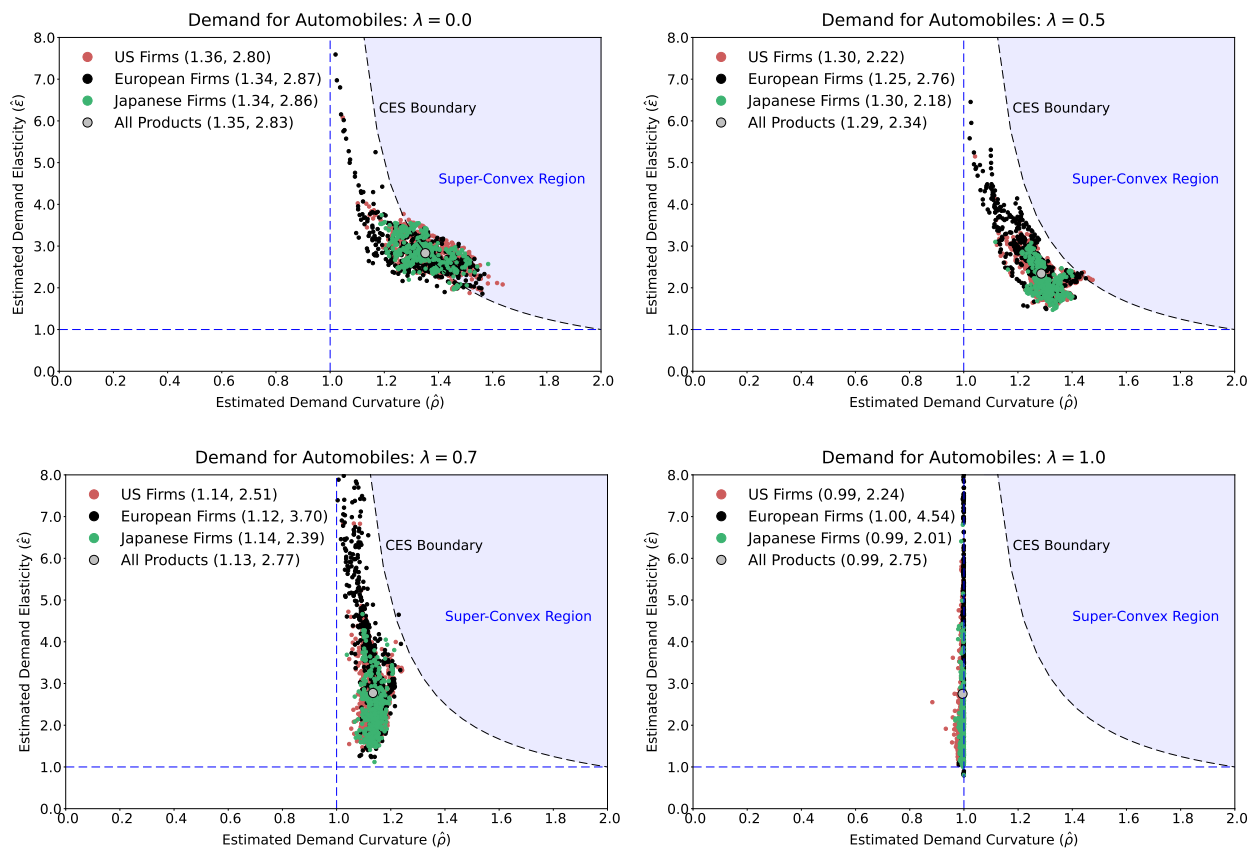 Demand for Automobiles: λ = 0.0
US Firms (1.36, 2.80)
European Firms (1.34, 2.87)
Japanese Firms (1.34, 2.86)
All Products (1.35, 2.83)
CES Boundary
Super-Convex Region
Estimated Demand Elasticity (ε̂)
8.0
7.0
6.0
5.0
4.0
3.0
2.0
1.0
0.0
0.0 0.2 0.4 0.6 0.8 1.0 1.2 1.4 1.6 1.8 2.0
Estimated Demand Curvature (ρ̂)
Demand for Automobiles: λ = 0.5
US Firms (1.30, 2.22)
European Firms (1.25, 2.76)
Japanese Firms (1.30, 2.18)
All Products (1.29, 2.34)
CES Boundary
Super-Convex Region
Estimated Demand Elasticity (ε̂)
8.0
7.0
6.0
5.0
4.0
3.0
2.0
1.0
0.0
0.0 0.2 0.4 0.6 0.8 1.0 1.2 1.4 1.6 1.8 2.0
Estimated Demand Curvature (ρ̂)
Demand for Automobiles: λ = 0.7
US Firms (1.14, 2.51)
European Firms (1.12, 3.70)
Japanese Firms (1.14, 2.39)
All Products (1.13, 2.77)
CES Boundary
Super-Convex Region
Estimated Demand Elasticity (ε̂)
8.0
7.0
6.0
5.0
4.0
3.0
2.0
1.0
0.0
0.0 0.2 0.4 0.6 0.8 1.0 1.2 1.4 1.6 1.8 2.0
Estimated Demand Curvature (ρ̂)
Demand for Automobiles: λ = 1.0
US Firms (0.99, 2.24)
European Firms (1.00, 4.54)
Japanese Firms (0.99, 2.01)
All Products (0.99, 2.75)
CES Boundary
Super-Convex Region
Estimated Demand Elasticity (ε̂)
8.0
7.0
6.0
5.0
4.0
3.0
2.0
1.0
0.0
0.0 0.2 0.4 0.6 0.8 1.0 1.2 1.4 1.6 1.8 2.0
Estimated Demand Curvature (ρ̂)